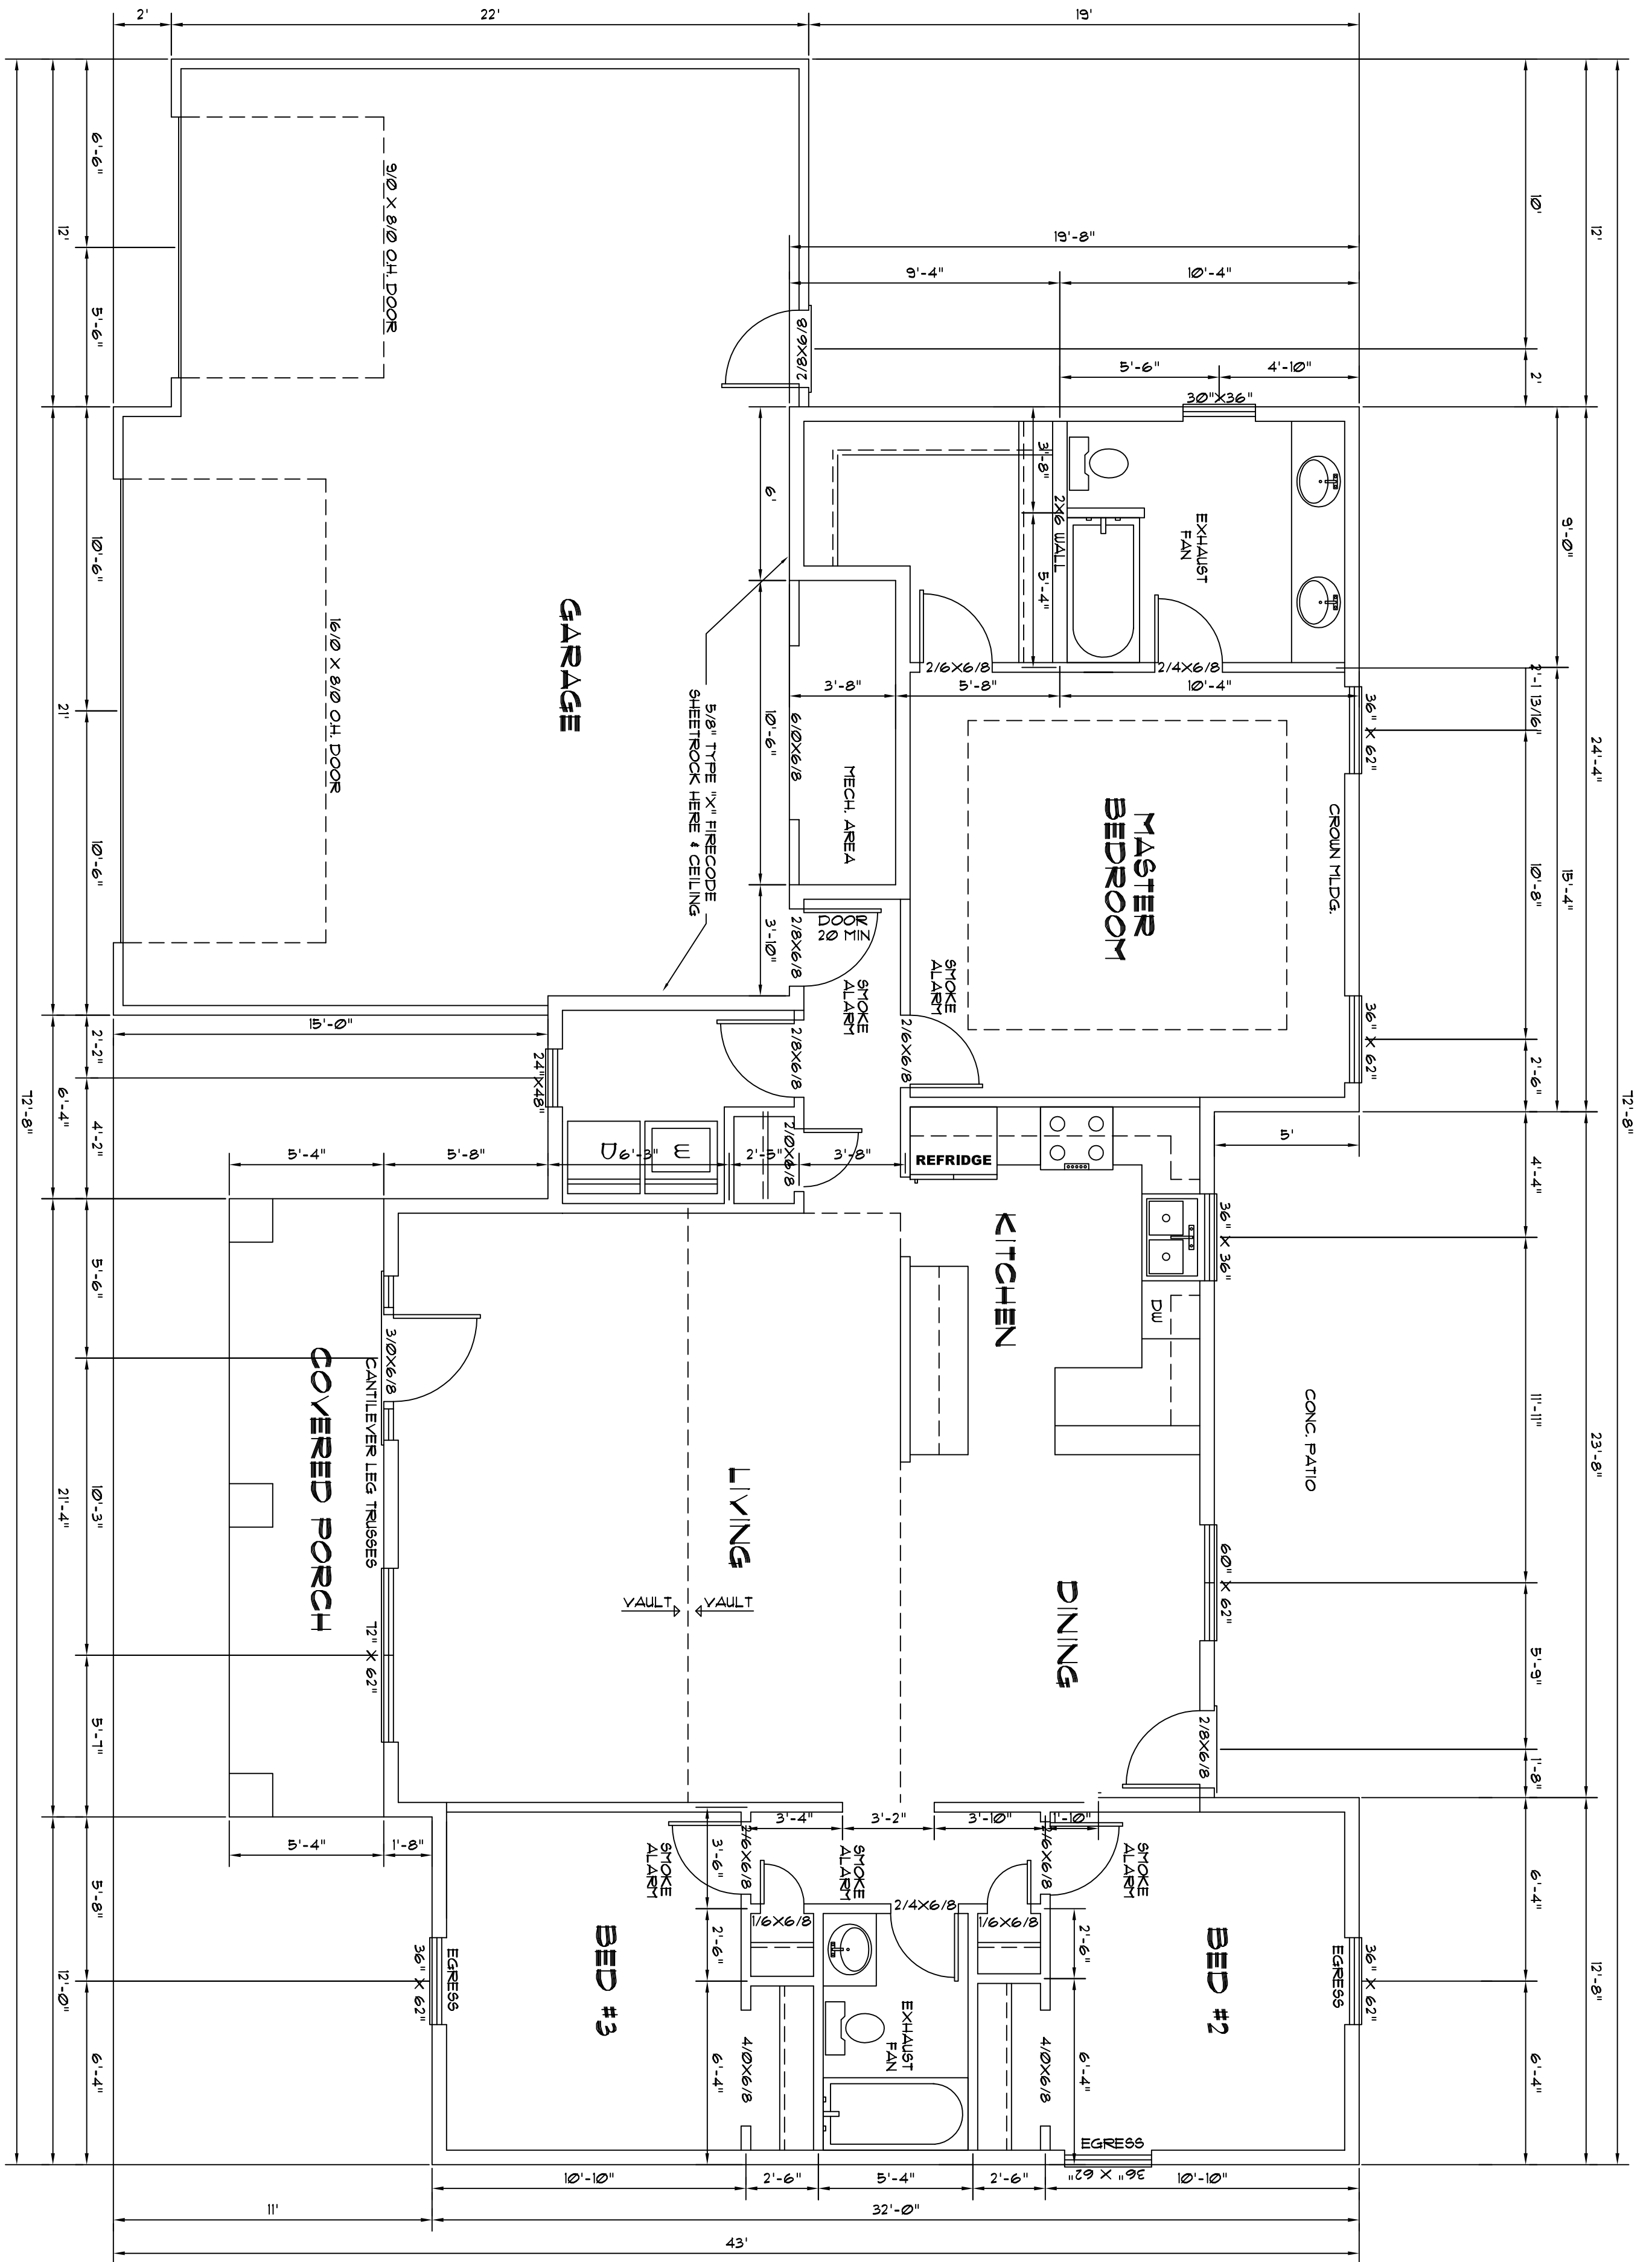 2'
22'
19'
72'-8"
12'
6'-6"
5'-6"
9/0 X 8/0 O.H. DOOR
10'
12'
2'
19'-8"
9'-4"
10'-4"
5'-6"
4'-10"
2/8X6/8
30"X36"
3'-8"
5'-4"
2X6 WALL
EXHAUST
FAN
6'
9'-0"
24'-4"
15'-4"
2'-1 13/16"
10'-8"
2'-6"
10'-6"
21'
10'-6"
16/0 X 8/0 O.H. DOOR
GARAGE
5/8" TYPE "X" FIRECODE
SHEETROCK HERE & CEILING
2/6X6/8
2/4X6/8
3'-8"
5'-8"
10'-4"
10'-6"
6/0X6/8
MECH. AREA
MASTER
BEDROOM
CROWN MLDG.
36" X 62"
36" X 62"
3'-10"
2/8X6/8
DOOR
20 MIN
SMOKE
ALARM
SMOKE
ALARM
2/8X6/8
2/6X6/8
15'-0"
2'-2"
6'-4"
4'-2"
72'-8"
24"X48"
5'-4"
5'-8"
6'-3"
D
W
2'-5"
2/0X6/8
3'-8"
REFRIDGE
5'
4'-4"
36" X 36"
KITCHEN
DW
11'-11"
23'-8"
CONC. PATIO
5'-6"
21'-4"
10'-3"
5'-7"
COVERED PORCH
CANTILEVER LEG TRUSSES
3/0X6/8
72" X 62"
LIVING
VAULT
VAULT
DINING
60" X 62"
5'-9"
1'-8"
2/8X6/8
3'-4"
3'-2"
3'-10"
1'-10"
5'-4"
1'-8"
SMOKE
ALARM
2/6X6/8
3'-6"
SMOKE
ALARM
2/6X6/8
SMOKE
ALARM
2/4X6/8
1/6X6/8
1/6X6/8
2'-6"
2'-6"
5'-8"
12'-0"
6'-4"
36" X 62"
EGRESS
BED #3
BED #2
EGRESS
36" X 62"
6'-4"
12'-8"
6'-4"
EXHAUST
FAN
4/0X6/8
4/0X6/8
6'-4"
6'-4"
EGRESS
36" X 62"
10'-10"
2'-6"
5'-4"
2'-6"
10'-10"
11'
32'-0"
43'